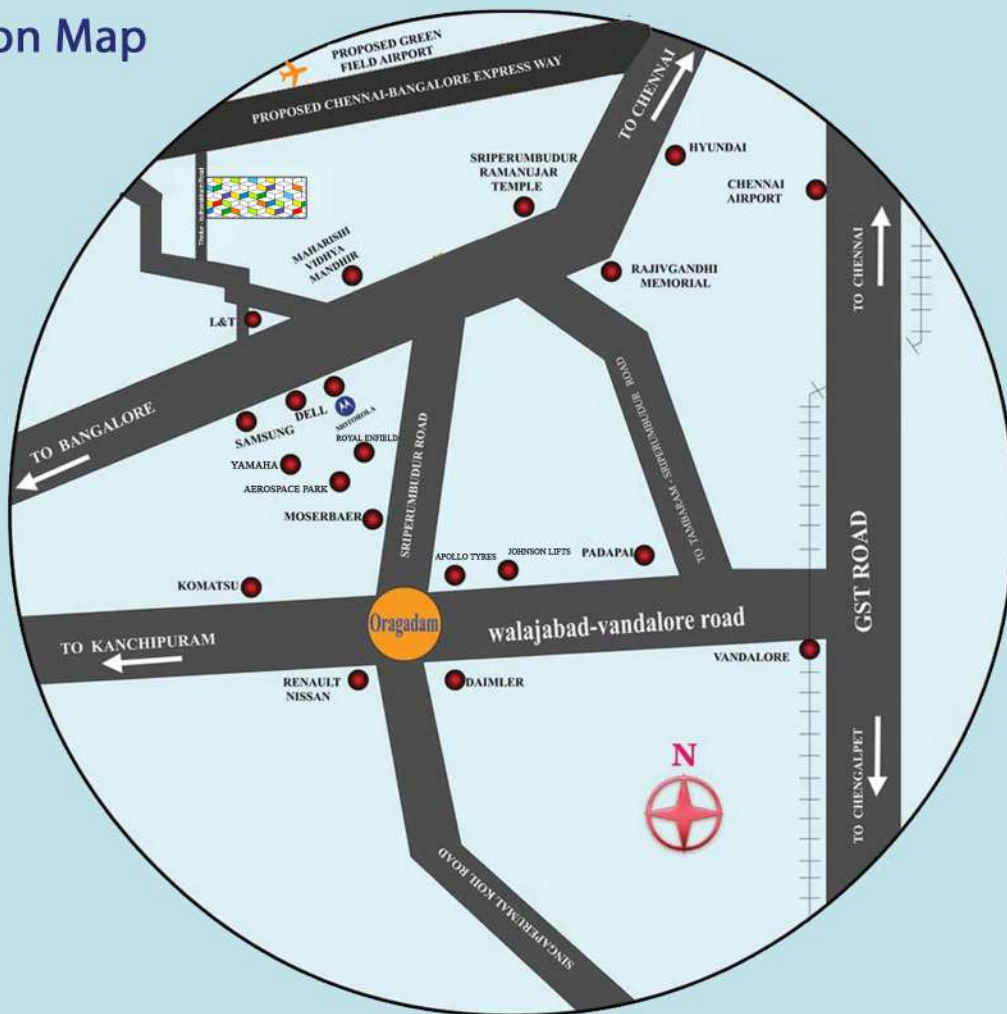 on Map
PROPOSED GREEN
FIELD AIRPORT
PROPOSED CHENNAI-BANGALORE EXPRESS WAY
TO CHENNAI
HYUNDAI
SRIPERUMBUDUR
RAMANUJAR
TEMPLE
CHENNAI
AIRPORT
MAHARISHI
VIDHYA
MANDHIR
RAJIVGANDHI
MEMORIAL
TO CHENNAI
L&T
TO BANGALORE
SAMSUNG
DELL
MOTOROLA
ROYAL ENFIELD
YAMAHA
AEROSPACE PARK
MOSERBAER
SRIPERUMBUDUR ROAD
TO TAMBARAM - SRIPERUMBUDUR ROAD
APOLLO TYRES
JOHNSON LIFTS
PADAPAI
GST ROAD
KOMATSU
Oragadam
walajabad-vandalore road
TO KANCHIPURAM
VANDALORE
RENAULT
NISSAN
DAIMLER
N
TO CHENGALPET
SINGAPERUMAL KOIL ROAD